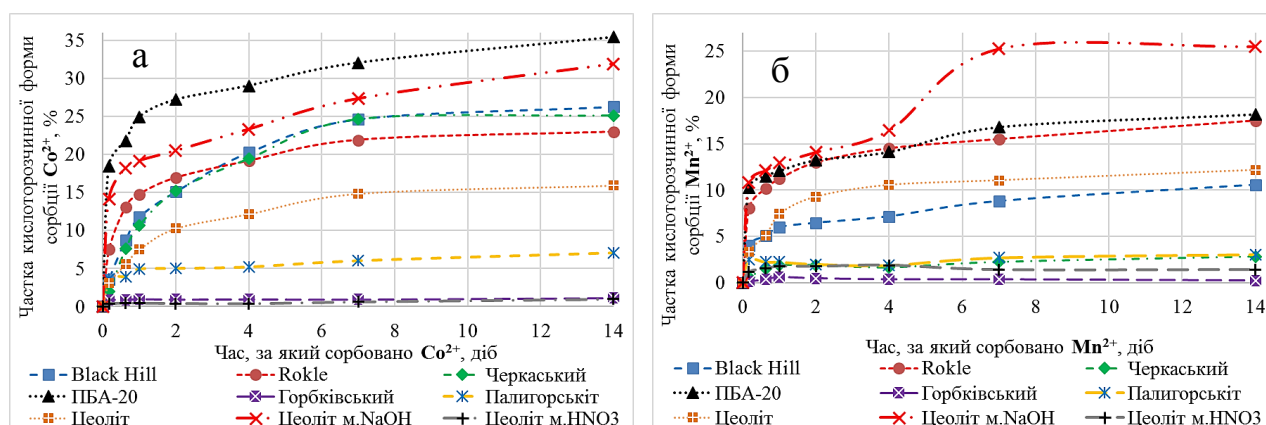 Частка кислоторозчинної форми
сорбції Co²⁺, %
а
35
30
25
20
15
10
5
0
0 2 4 6 8 10 12 14
Час, за який сорбовано Co²⁺, діб
Black Hill
Rokle
Черкаський
ПБА-20
Горбківський
Палигорськіт
Цеоліт
Цеоліт м.NaOH
Цеоліт м.HNO3
Частка кислоторозчинної форми
сорбції Mn²⁺, %
б
25
20
15
10
5
0
0 2 4 6 8 10 12 14
Час, за який сорбовано Mn²⁺, діб
Black Hill
Rokle
Черкаський
ПБА-20
Горбківський
Палигорськіт
Цеоліт
Цеоліт м.NaOH
Цеоліт м.HNO3